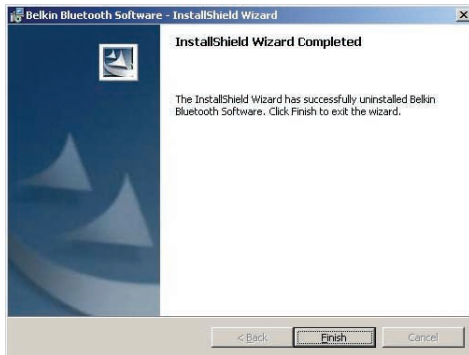 Belkin Bluetooth Software - InstallShield Wizard
InstallShield Wizard Completed
The InstallShield Wizard has successfully uninstalled Belkin
Bluetooth Software. Click Finish to exit the wizard.
< Back Finish Cancel